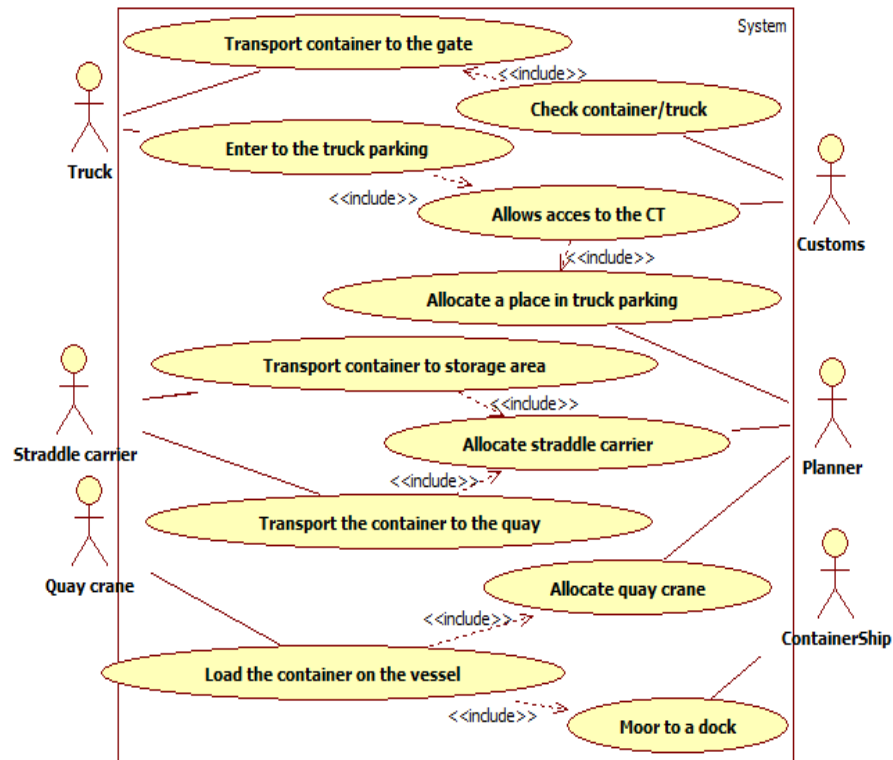 System
Transport container to the gate
<<include>>
Check container/truck
Truck
Enter to the truck parking
<<include>>
Allows acces to the CT
Customs
<<include>>
Allocate a place in truck parking
Transport container to storage area
<<include>>
Allocate straddle carrier
Straddle carrier
Planner
<<include>>
Transport the container to the quay
Quay crane
Allocate quay crane
<<include>>
ContainerShip
Load the container on the vessel
<<include>>
Moor to a dock